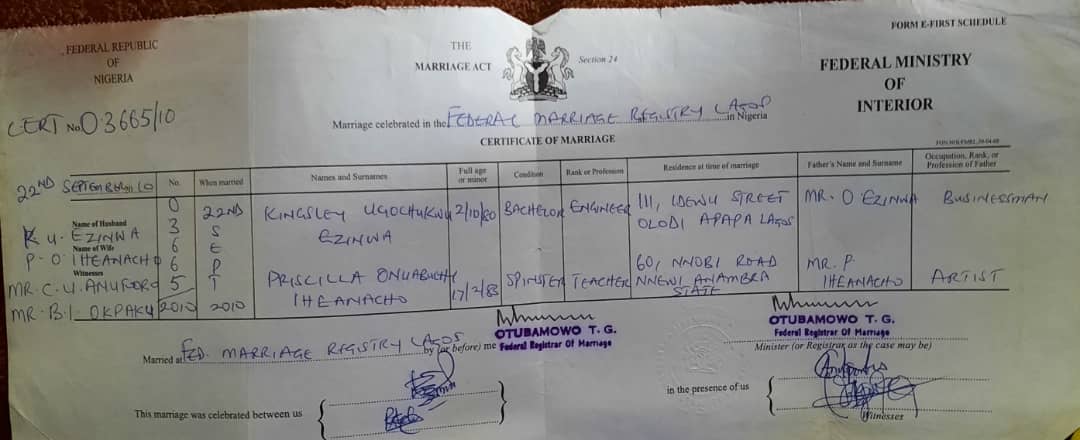 FORM E-FIRST SCHEDULE
FEDERAL REPUBLIC
OF
NIGERIA
THE
MARRIAGE ACT
Section 24
FEDERAL MINISTRY
OF
INTERIOR
CERT No. 03665/10
Marriage celebrated in the FEDERAL MARRIAGE REGISTRY LAGOS in Nigeria
CERTIFICATE OF MARRIAGE
22ND SEPTEMBER 10
No.
When married
Names and Surnames
Full age or minor
Condition
Rank or Profession
Residence at time of marriage
Father's Name and Surname
Occupation, Rank, or Profession of Father
Name of Husband
K. U. EZINWA
Name of Wife
P. O. IHEANACHO
Witnesses
MR. C. U. ANUFORO
MR. B. I. OKPAKU
03665 2010
22ND SEPT 2010
KINGSLEY UGOCHUKWU EZINWA
2/10/80
BACHELOR
ENGINEER
111, IDEWU STREET
OLODI APAPA LAGOS
MR. O EZINWA
BUSINESSMAN
PRISCILLA ONUABUCHI IHEANACHO
17/2/83
SPINSTER
TEACHER
60, NNOBI ROAD
NNEWI ANAMBRA
STATE
MR. P. IHEANACHO
ARTIST
Married at FED. MARRIAGE REGISTRY LAGOS by (or before) me
OTUBAMOWO T. G.
Federal Registrar Of Marriage
OTUBAMOWO T. G.
Federal Registrar Of Marriage
Minister (or Registrar as the case may be)
This marriage was celebrated between us
in the presence of us
Witnesses